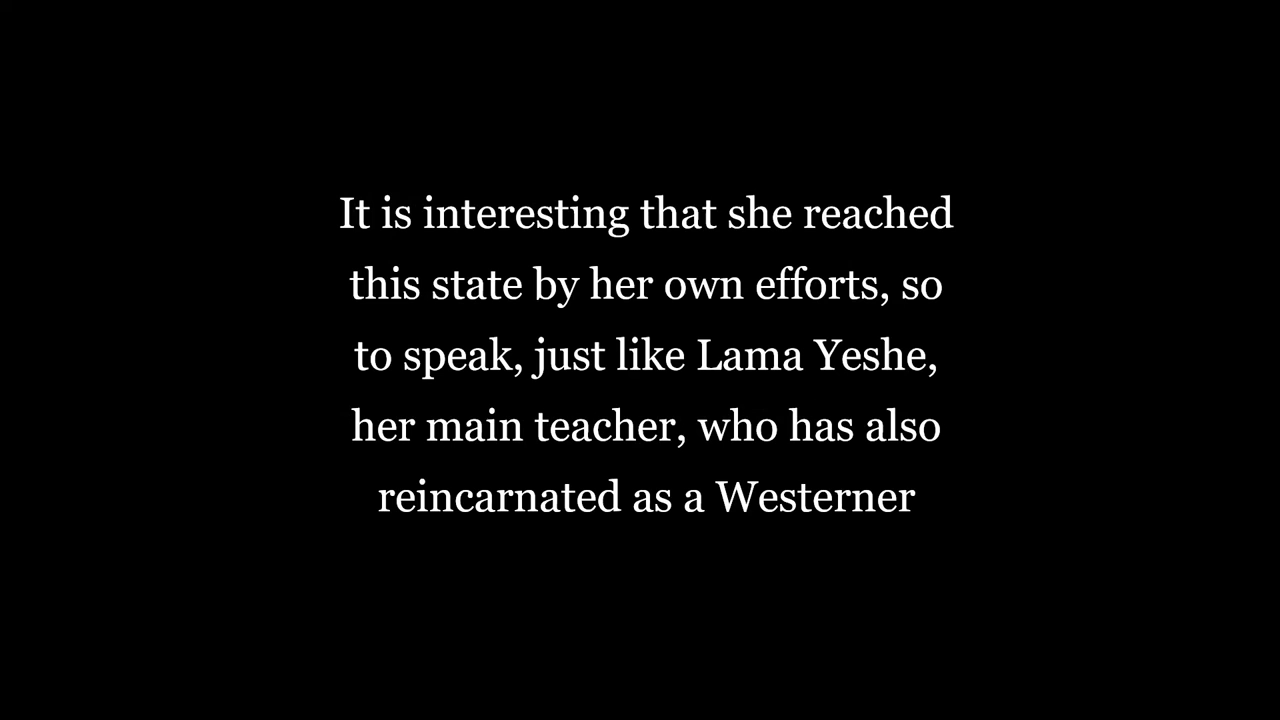 It is interesting that she reached
this state by her own efforts, so
to speak, just like Lama Yeshe,
her main teacher, who has also
reincarnated as a Westerner